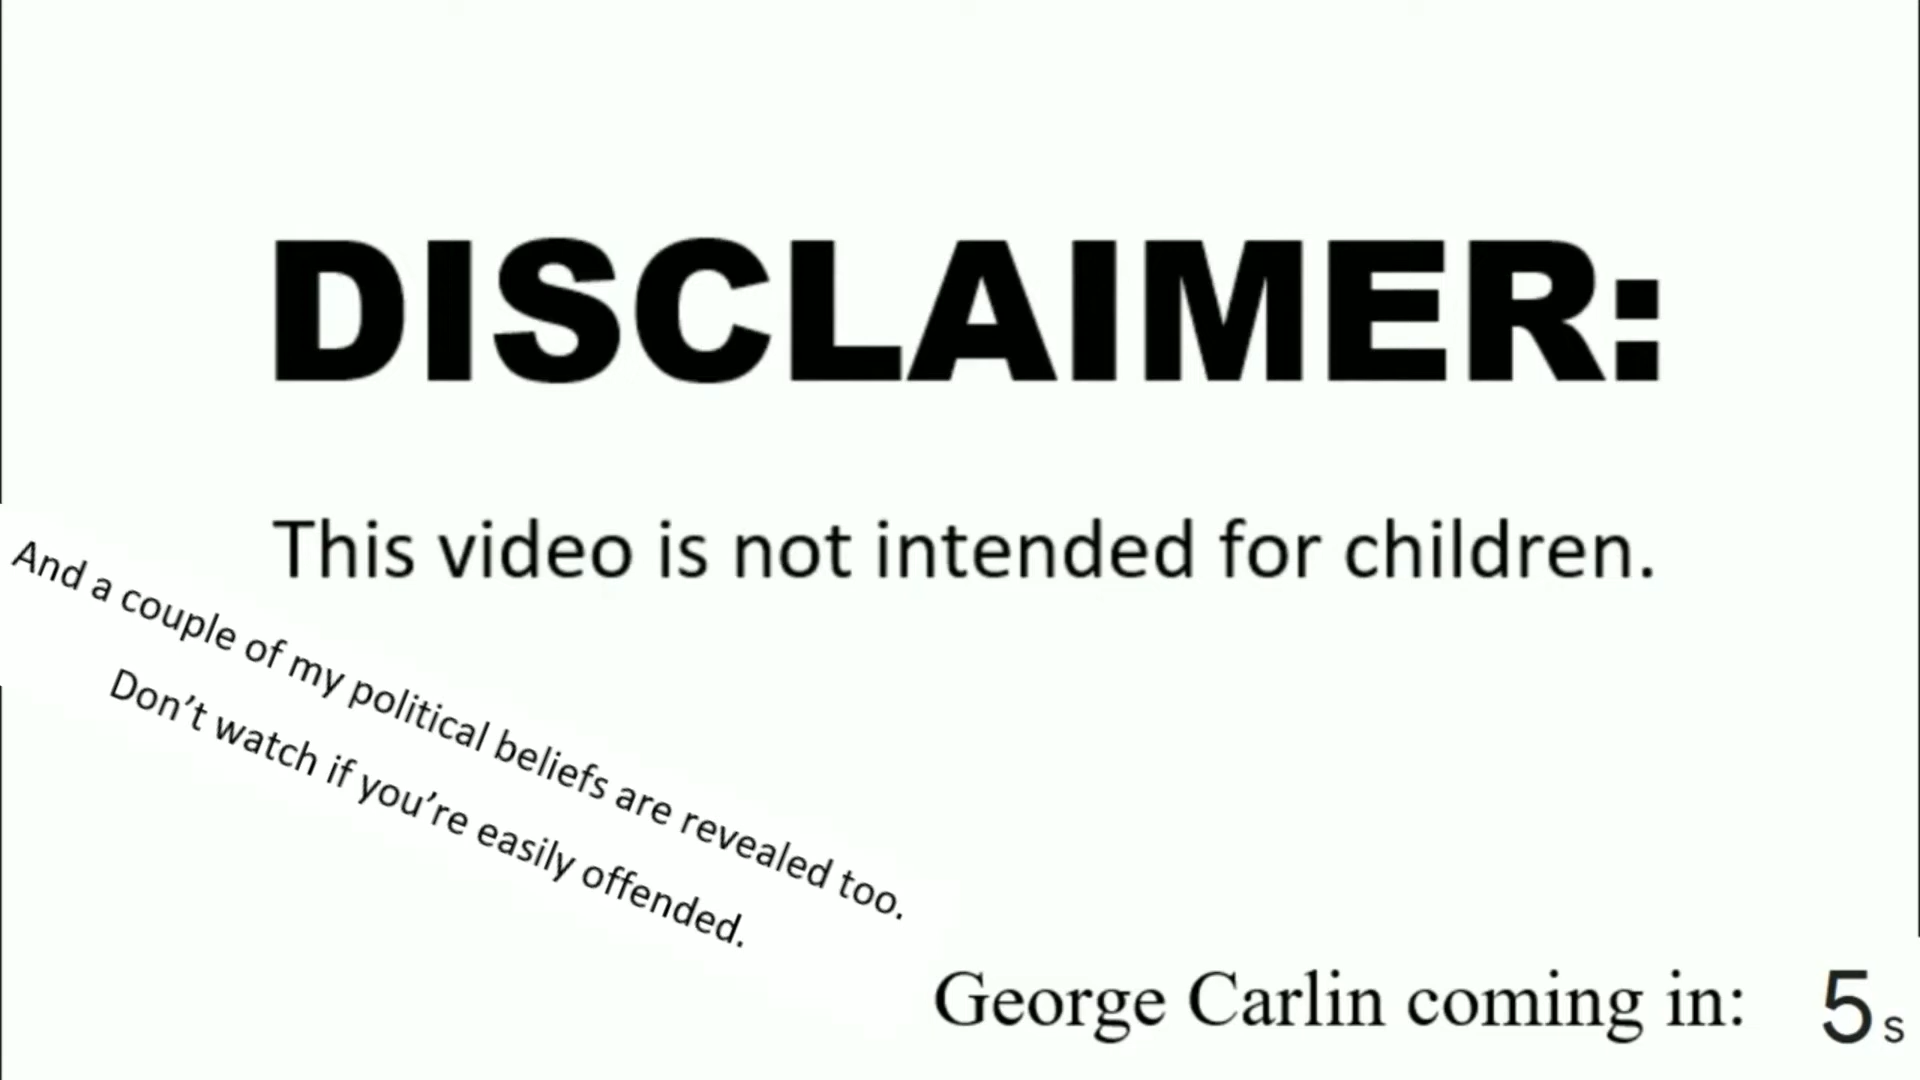 DISCLAIMER:
This video is not intended for children.
And a couple of my political beliefs are revealed too.
Don’t watch if you’re easily offended.
George Carlin coming in: 5 s